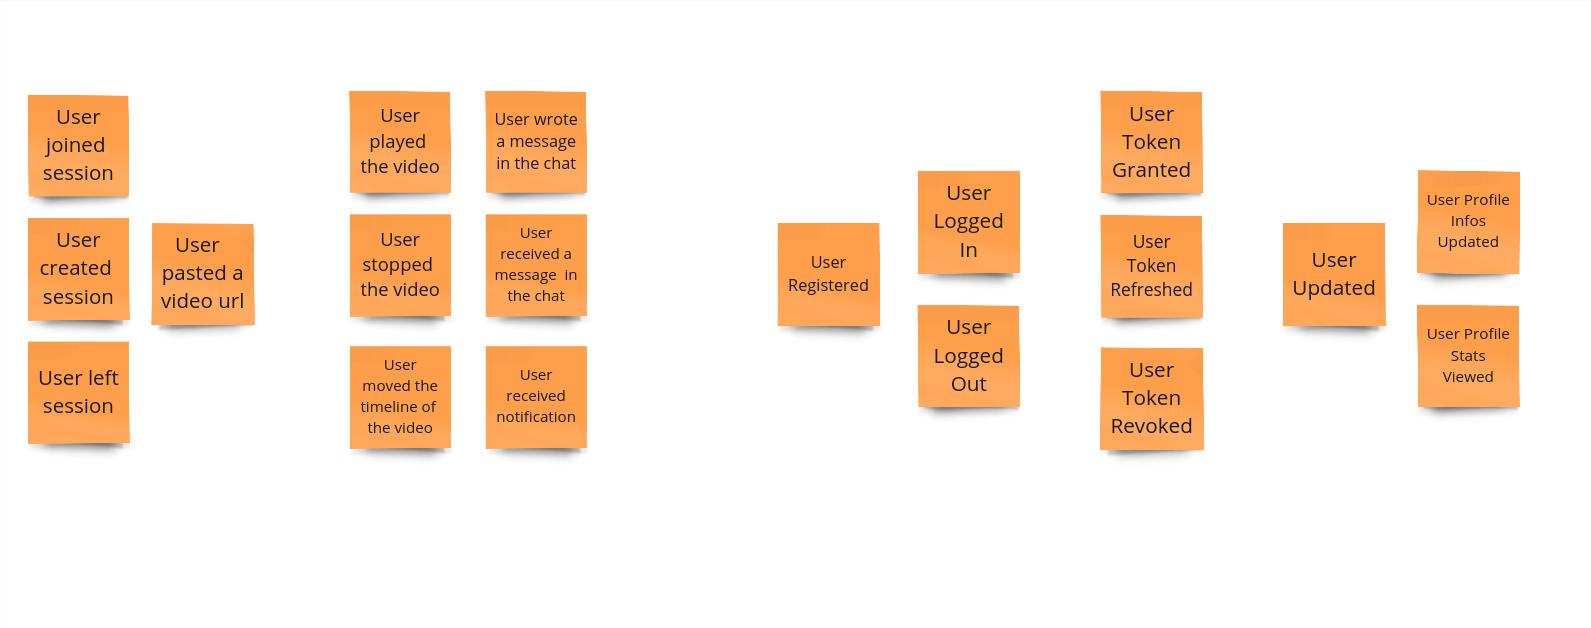 User
joined
session
User
created
session
User left
session
User
pasted a
video url
User
played
the video
User
stopped
the video
User
moved the
timeline of
the video
User wrote
a message
in the chat
User
received a
message in
the chat
User
received
notification
User
Registered
User
Logged
In
User
Logged
Out
User
Token
Granted
User
Token
Refreshed
User
Token
Revoked
User
Updated
User Profile
Infos
Updated
User Profile
Stats
Viewed